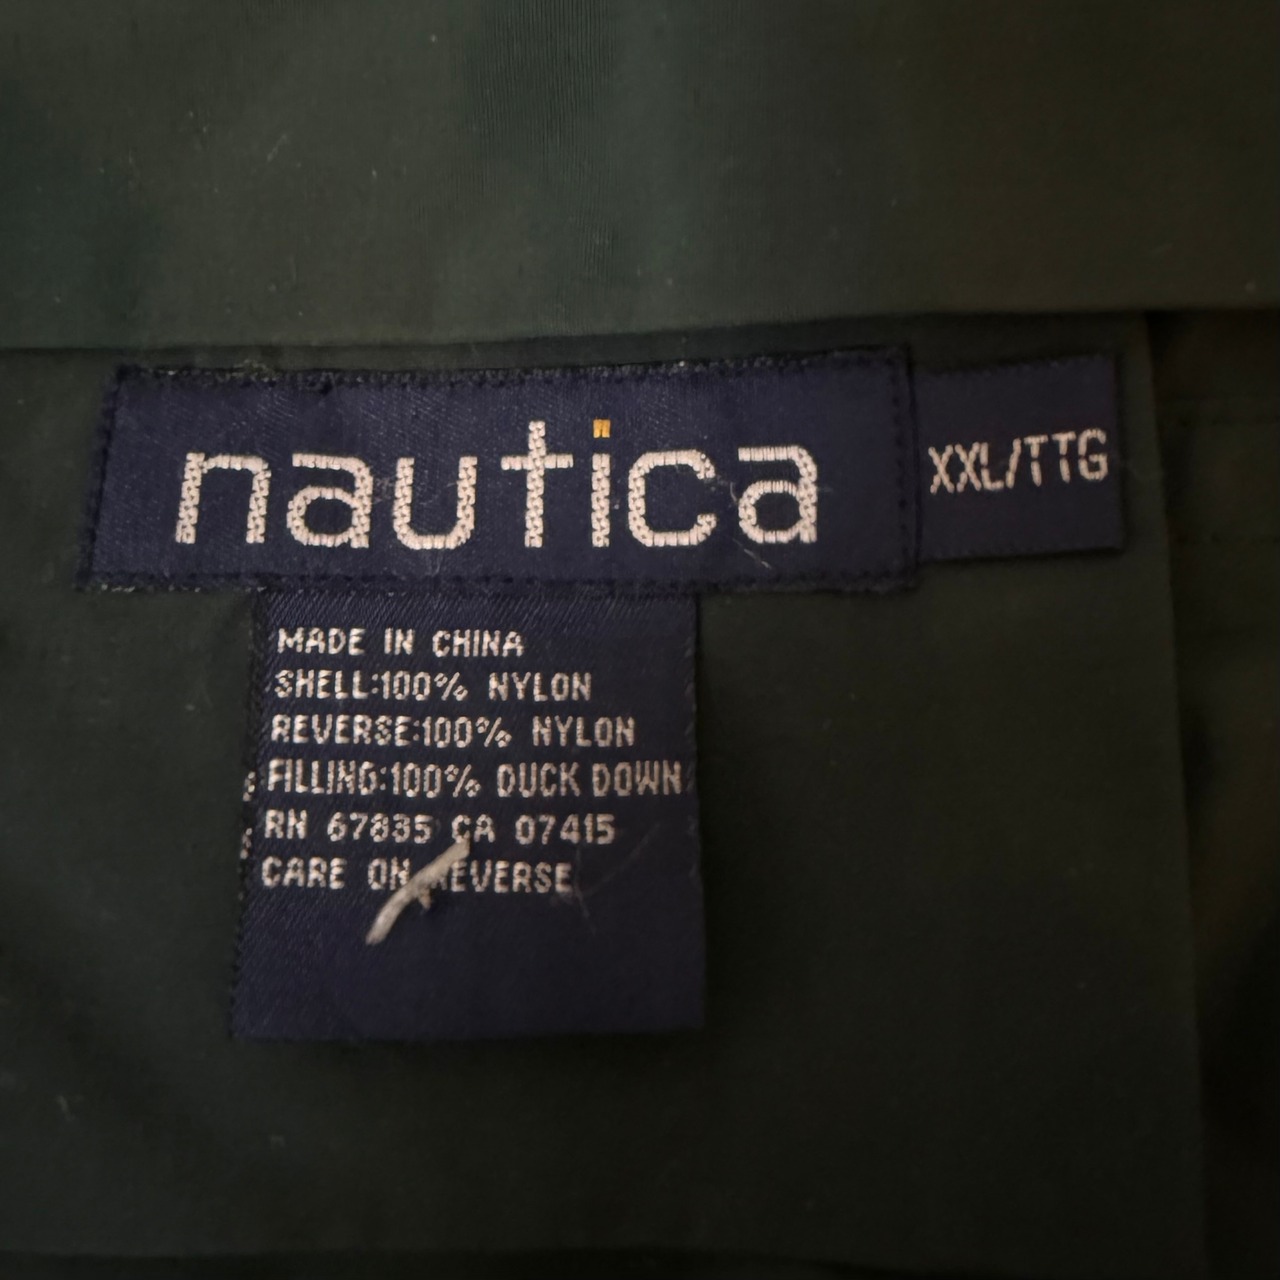 nautica
XXL/TTG
MADE IN CHINA
SHELL:100% NYLON
REVERSE:100% NYLON
FILLING:100% DUCK DOWN
RN 67835 CA 07415
CARE ON REVERSE